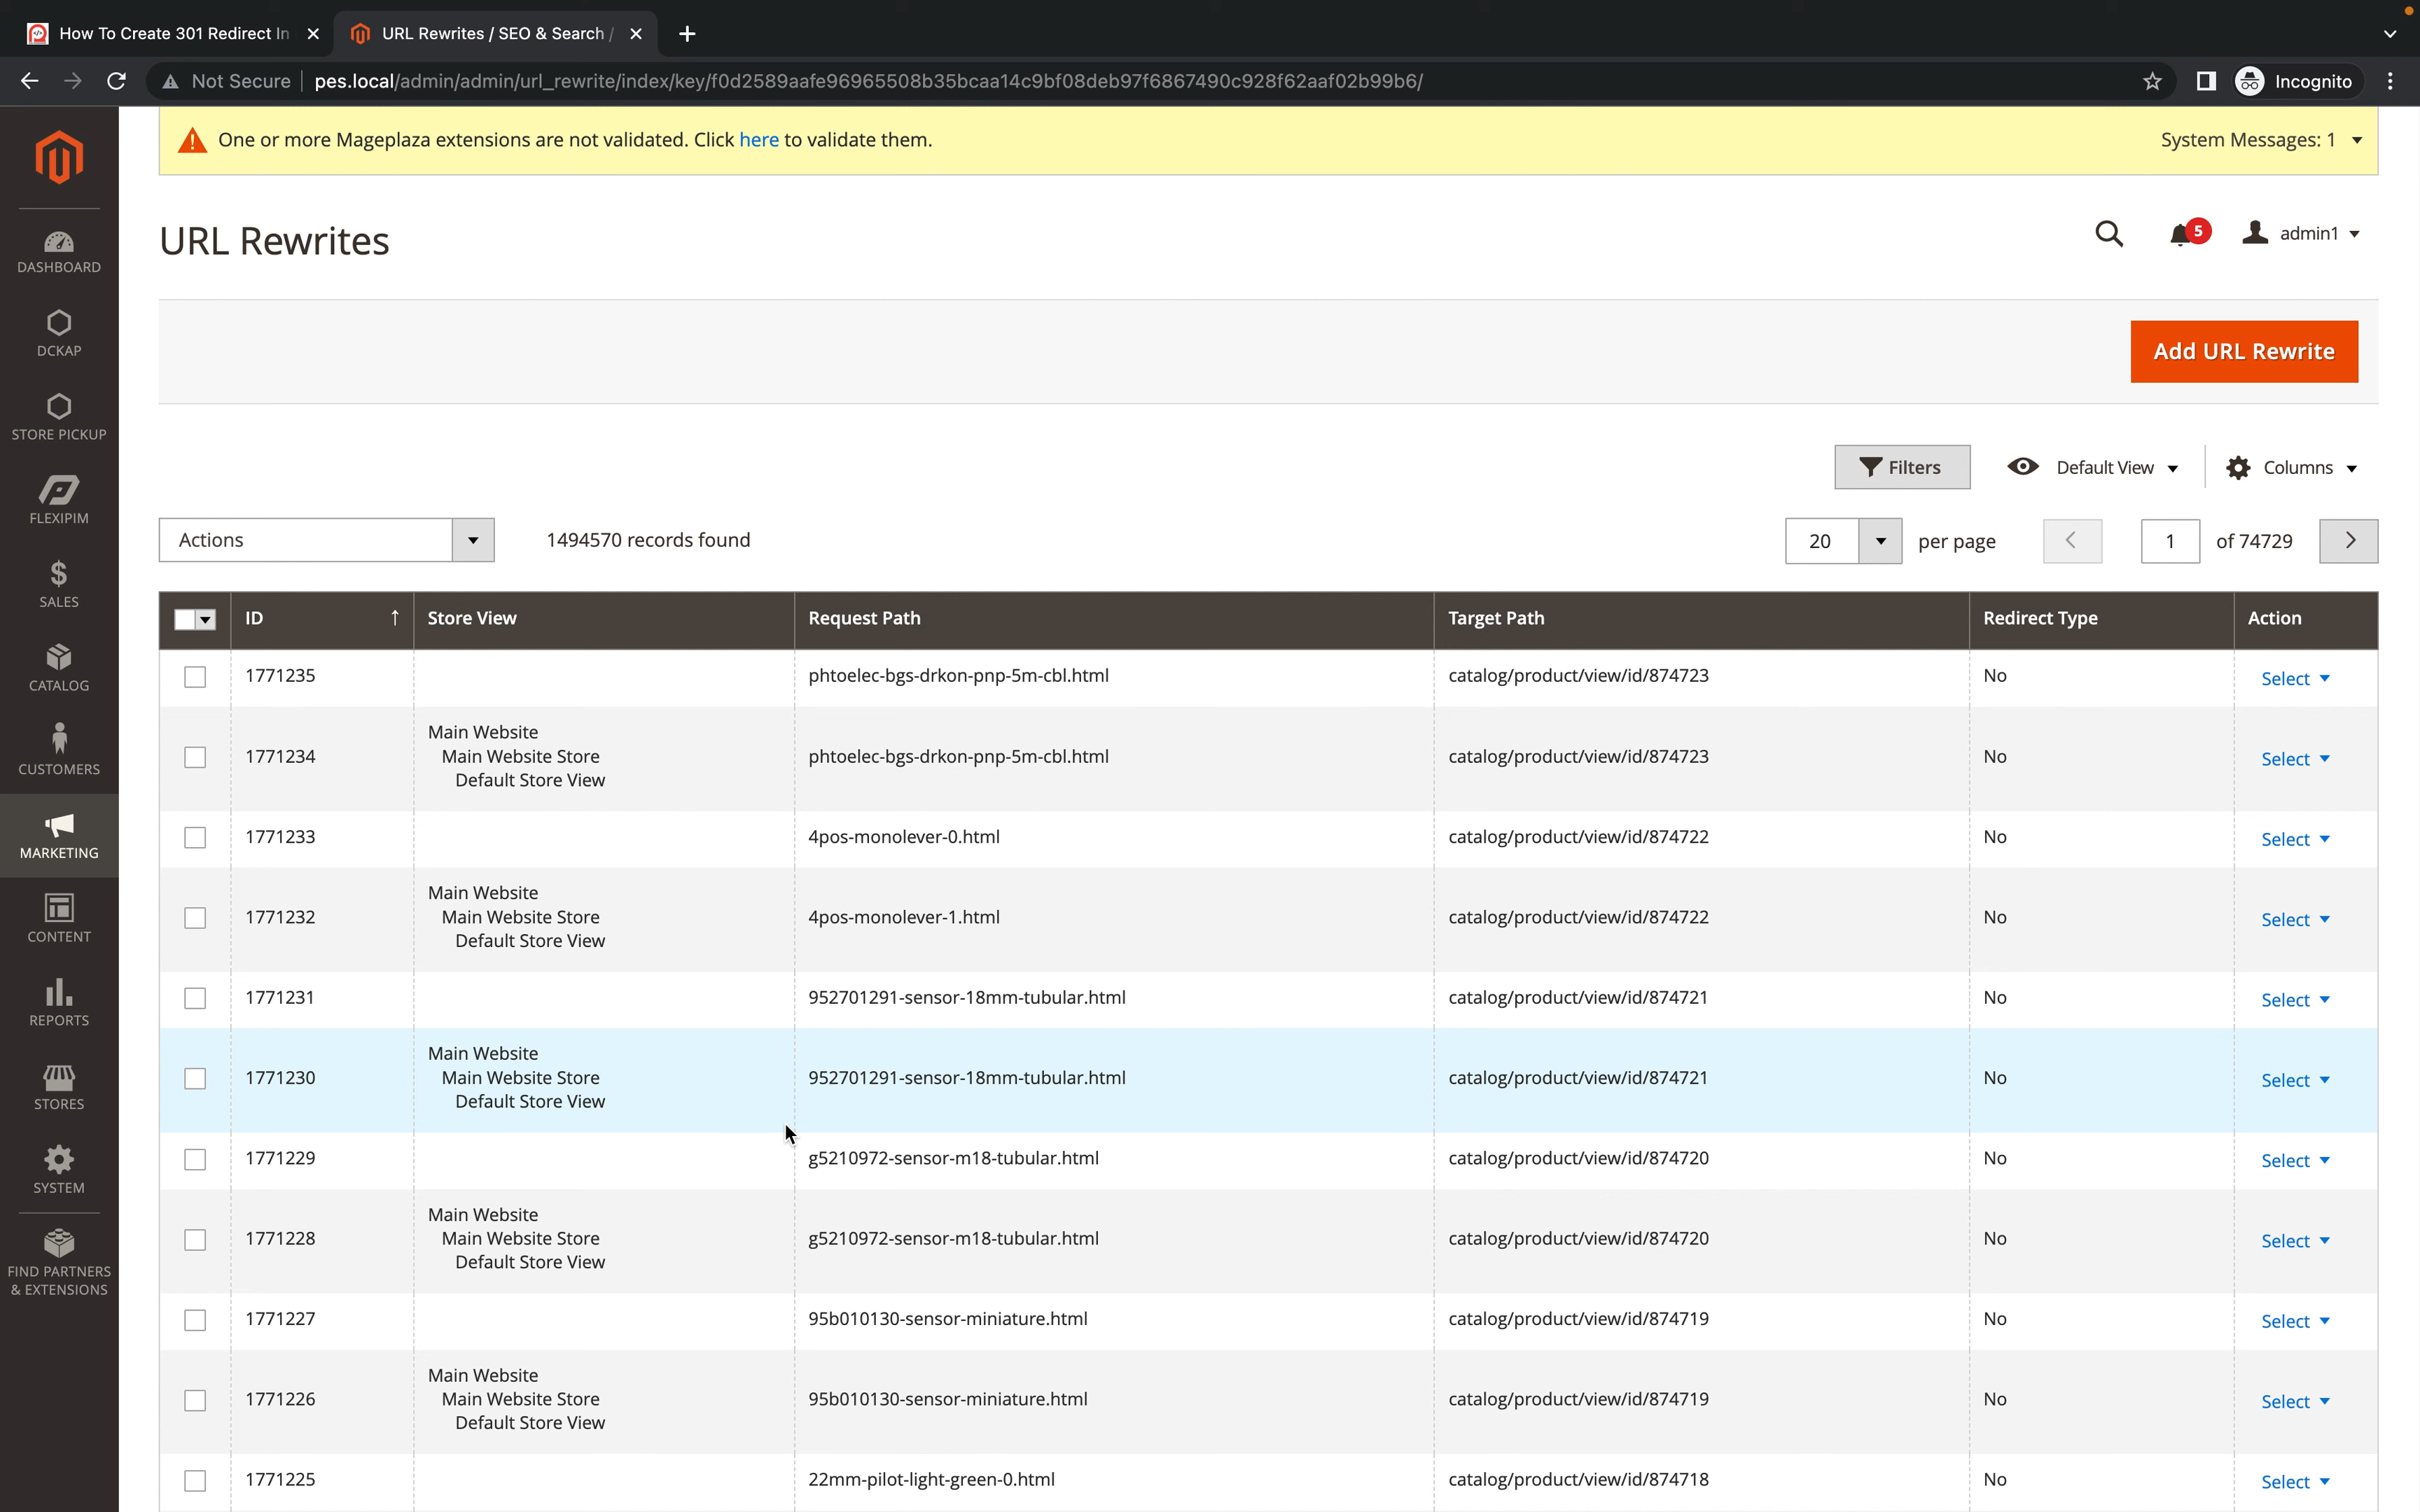 How To Create 301 Redirect In
URL Rewrites / SEO & Search /
Not Secure
pes.local/admin/admin/url_rewrite/index/key/f0d2589aafe96965508b35bcaa14c9bf08deb97f6867490c928f62aaf02b99b6/
Incognito
One or more Mageplaza extensions are not validated. Click here to validate them.
System Messages: 1
URL Rewrites
5
admin1
DASHBOARD
DCKAP
STORE PICKUP
FLEXIPIM
SALES
CATALOG
CUSTOMERS
MARKETING
CONTENT
REPORTS
STORES
SYSTEM
FIND PARTNERS
& EXTENSIONS
Add URL Rewrite
Filters
Default View
Columns
Actions
1494570 records found
20
per page
1
of 74729
ID ↑ Store View Request Path Target Path Redirect Type Action
1771235 phtoelec-bgs-drkon-pnp-5m-cbl.html catalog/product/view/id/874723 No Select
Main Website
1771234 Main Website Store phtoelec-bgs-drkon-pnp-5m-cbl.html catalog/product/view/id/874723 No Select
Default Store View
1771233 4pos-monolever-0.html catalog/product/view/id/874722 No Select
Main Website
1771232 Main Website Store 4pos-monolever-1.html catalog/product/view/id/874722 No Select
Default Store View
1771231 952701291-sensor-18mm-tubular.html catalog/product/view/id/874721 No Select
Main Website
1771230 Main Website Store 952701291-sensor-18mm-tubular.html catalog/product/view/id/874721 No Select
Default Store View
1771229 g5210972-sensor-m18-tubular.html catalog/product/view/id/874720 No Select
Main Website
1771228 Main Website Store g5210972-sensor-m18-tubular.html catalog/product/view/id/874720 No Select
Default Store View
1771227 95b010130-sensor-miniature.html catalog/product/view/id/874719 No Select
Main Website
1771226 Main Website Store 95b010130-sensor-miniature.html catalog/product/view/id/874719 No Select
Default Store View
1771225 22mm-pilot-light-green-0.html catalog/product/view/id/874718 No Select